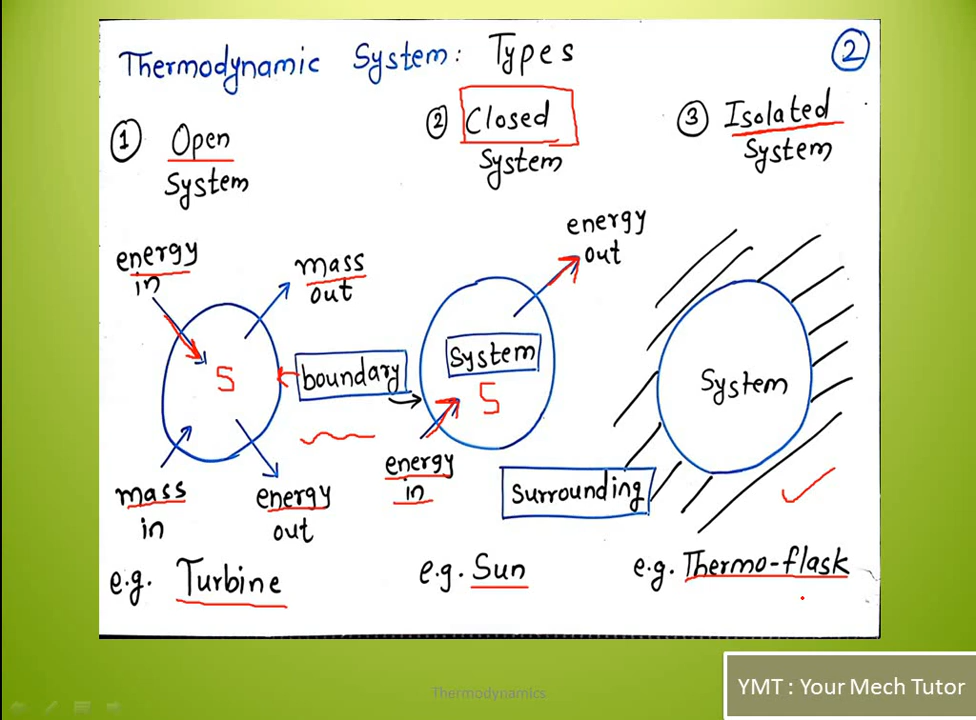 Thermodynamic System: Types
2
1 Open
System
2 Closed
System
3 Isolated
System
energy
in
mass
out
S
mass
in
energy
out
boundary
energy
out
System
S
energy
in
System
Surrounding
e.g. Turbine
e.g. Sun
e.g. Thermo-flask
Thermodynamics
YMT : Your Mech Tutor